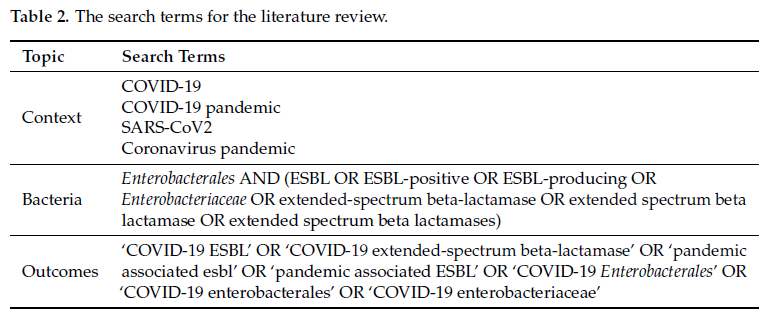 Table 2. The search terms for the literature review.
Topic Search Terms
Context
COVID-19
COVID-19 pandemic
SARS-CoV2
Coronavirus pandemic
Bacteria
Enterobacterales AND (ESBL OR ESBL-positive OR ESBL-producing OR
Enterobacteriaceae OR extended-spectrum beta-lactamase OR extended spectrum beta
lactamase OR extended spectrum beta lactamases)
Outcomes
‘COVID-19 ESBL’ OR ‘COVID-19 extended-spectrum beta-lactamase’ OR ‘pandemic
associated esbl’ OR ‘pandemic associated ESBL’ OR ‘COVID-19 Enterobacterales’ OR
‘COVID-19 enterobacterales’ OR ‘COVID-19 enterobacteriaceae’